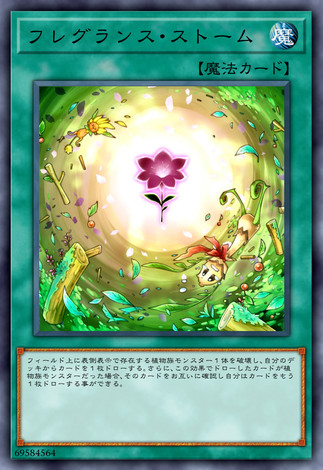 フレグランス・ストーム
魔
【魔法カード】
フィールド上に表側表示で存在する植物族モンスター１体を破壊し、自分のデ
ッキからカードを１枚ドローする。さらに、この効果でドローしたカードが植
物族モンスターだった場合、そのカードをお互いに確認し自分はカードをもう
１枚ドローする事ができる。
69584564